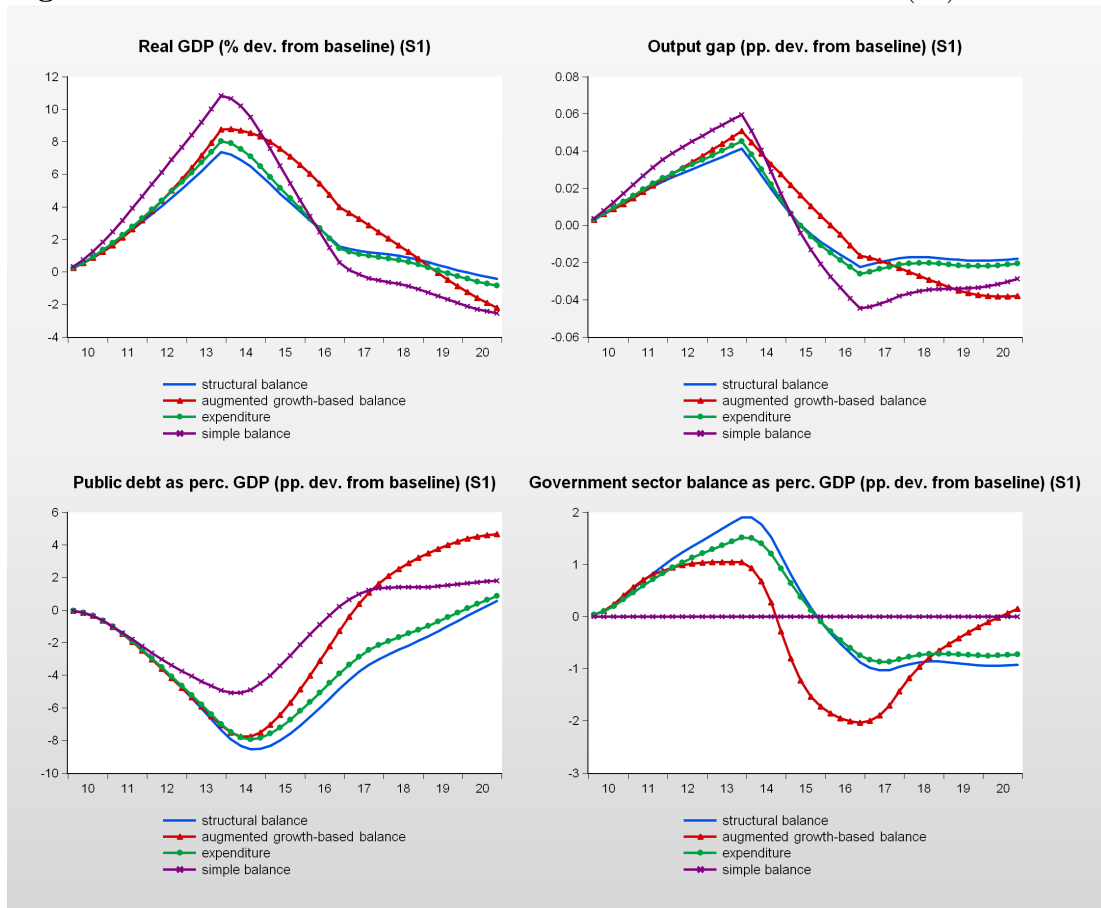 Real GDP (% dev. from baseline) (S1)
12
10
8
6
4
2
0
-2
-4
10 11 12 13 14 15 16 17 18 19 20
structural balance
augmented growth-based balance
expenditure
simple balance
Output gap (pp. dev. from baseline) (S1)
0.08
0.06
0.04
0.02
0.00
-0.02
-0.04
-0.06
10 11 12 13 14 15 16 17 18 19 20
structural balance
augmented growth-based balance
expenditure
simple balance
Public debt as perc. GDP (pp. dev. from baseline) (S1)
6
4
2
0
-2
-4
-6
-8
-10
10 11 12 13 14 15 16 17 18 19 20
structural balance
augmented growth-based balance
expenditure
simple balance
Government sector balance as perc. GDP (pp. dev. from baseline) (S1)
2
1
0
-1
-2
-3
10 11 12 13 14 15 16 17 18 19 20
structural balance
augmented growth-based balance
expenditure
simple balance